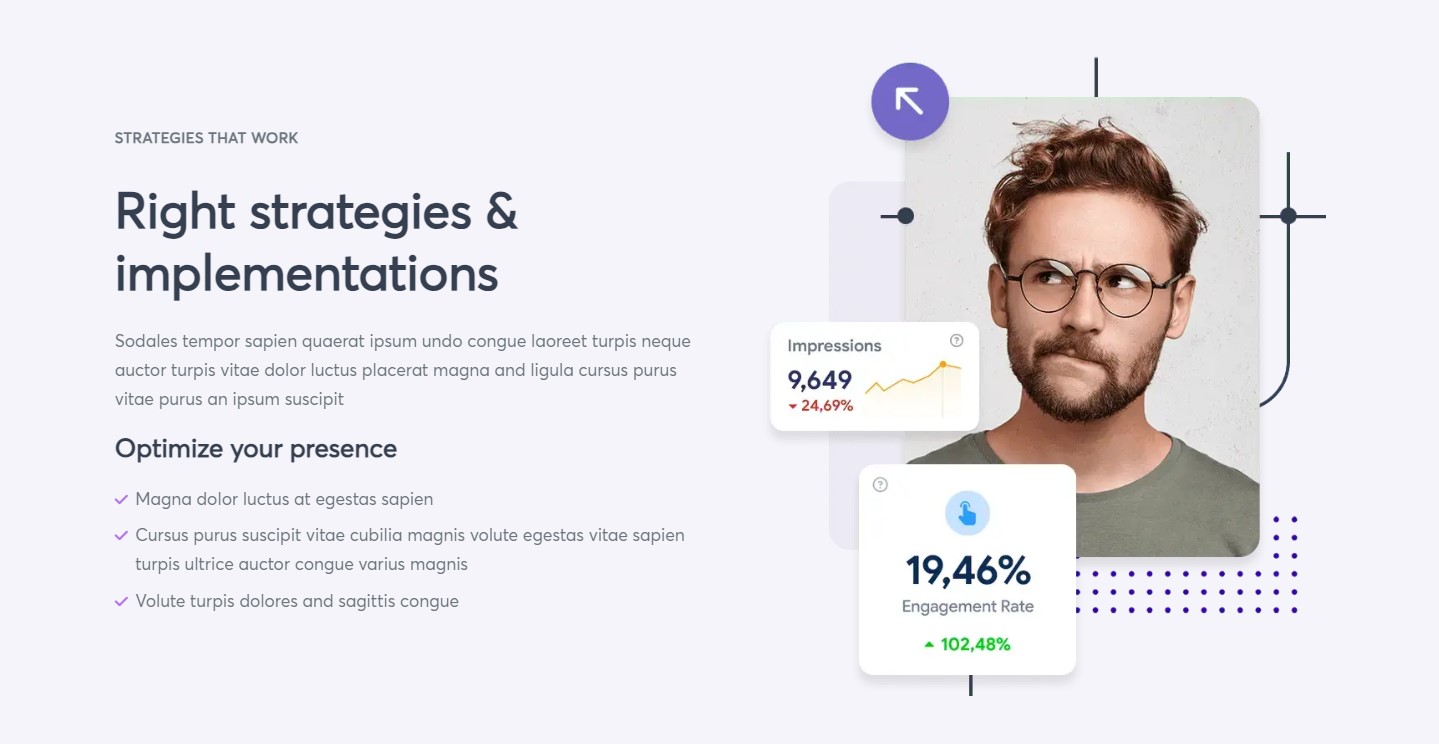 STRATEGIES THAT WORK
Right strategies &
implementations
Sodales tempor sapien quaerat ipsum undo congue laoreet turpis neque
auctor turpis vitae dolor luctus placerat magna and ligula cursus purus
vitae purus an ipsum suscipit
Optimize your presence
Magna dolor luctus at egestas sapien
Cursus purus suscipit vitae cubilia magnis volute egestas vitae sapien
turpis ultrice auctor congue varius magnis
Volute turpis dolores and sagittis congue
Impressions
9,649
24,69%
19,46%
Engagement Rate
102,48%